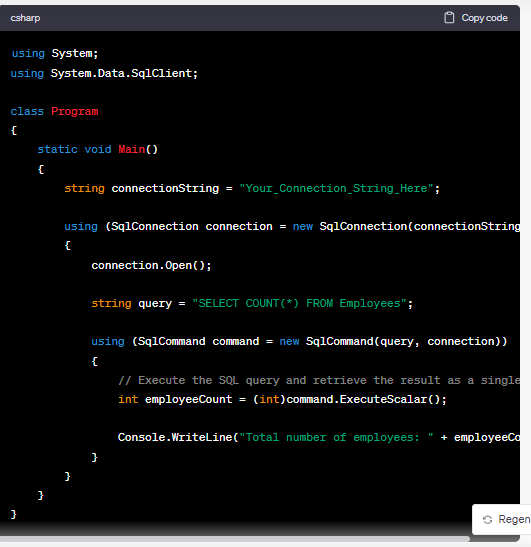 csharp
Copy code
using System;
using System.Data.SqlClient;
class Program
{
static void Main()
{
string connectionString = "Your_Connection_String_Here";
using (SqlConnection connection = new SqlConnection(connectionString
{
connection.Open();
string query = "SELECT COUNT(*) FROM Employees";
using (SqlCommand command = new SqlCommand(query, connection))
{
// Execute the SQL query and retrieve the result as a single
int employeeCount = (int)command.ExecuteScalar();
Console.WriteLine("Total number of employees: " + employeeCo
}
}
}
}
Regen